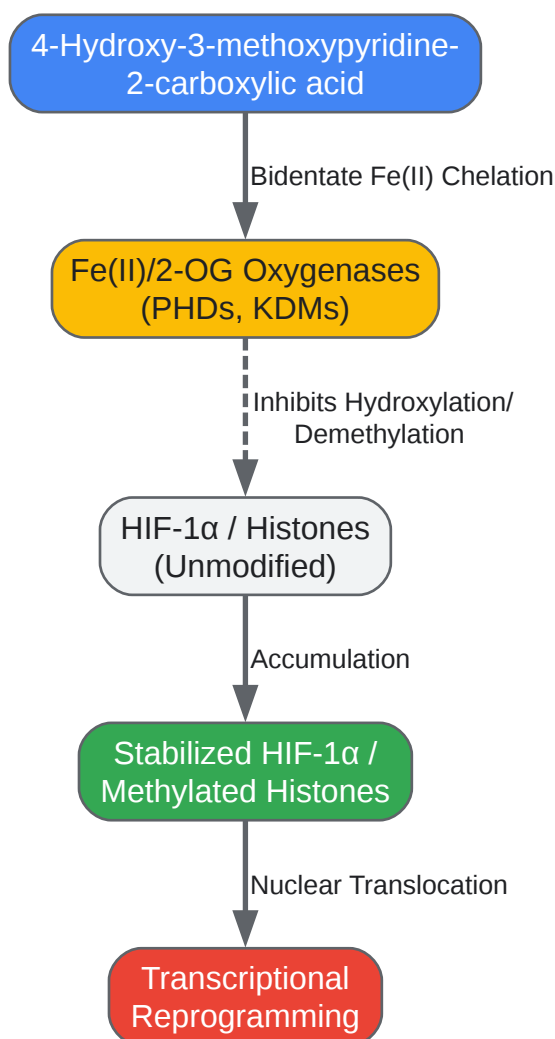 4-Hydroxy-3-methoxypyridine-
2-carboxylic acid
Bidentate Fe(II) Chelation
Fe(II)/2-OG Oxygenases
(PHDs, KDMs)
Inhibits Hydroxylation/
Demethylation
HIF-1α / Histones
(Unmodified)
Accumulation
Stabilized HIF-1α /
Methylated Histones
Nuclear Translocation
Transcriptional
Reprogramming